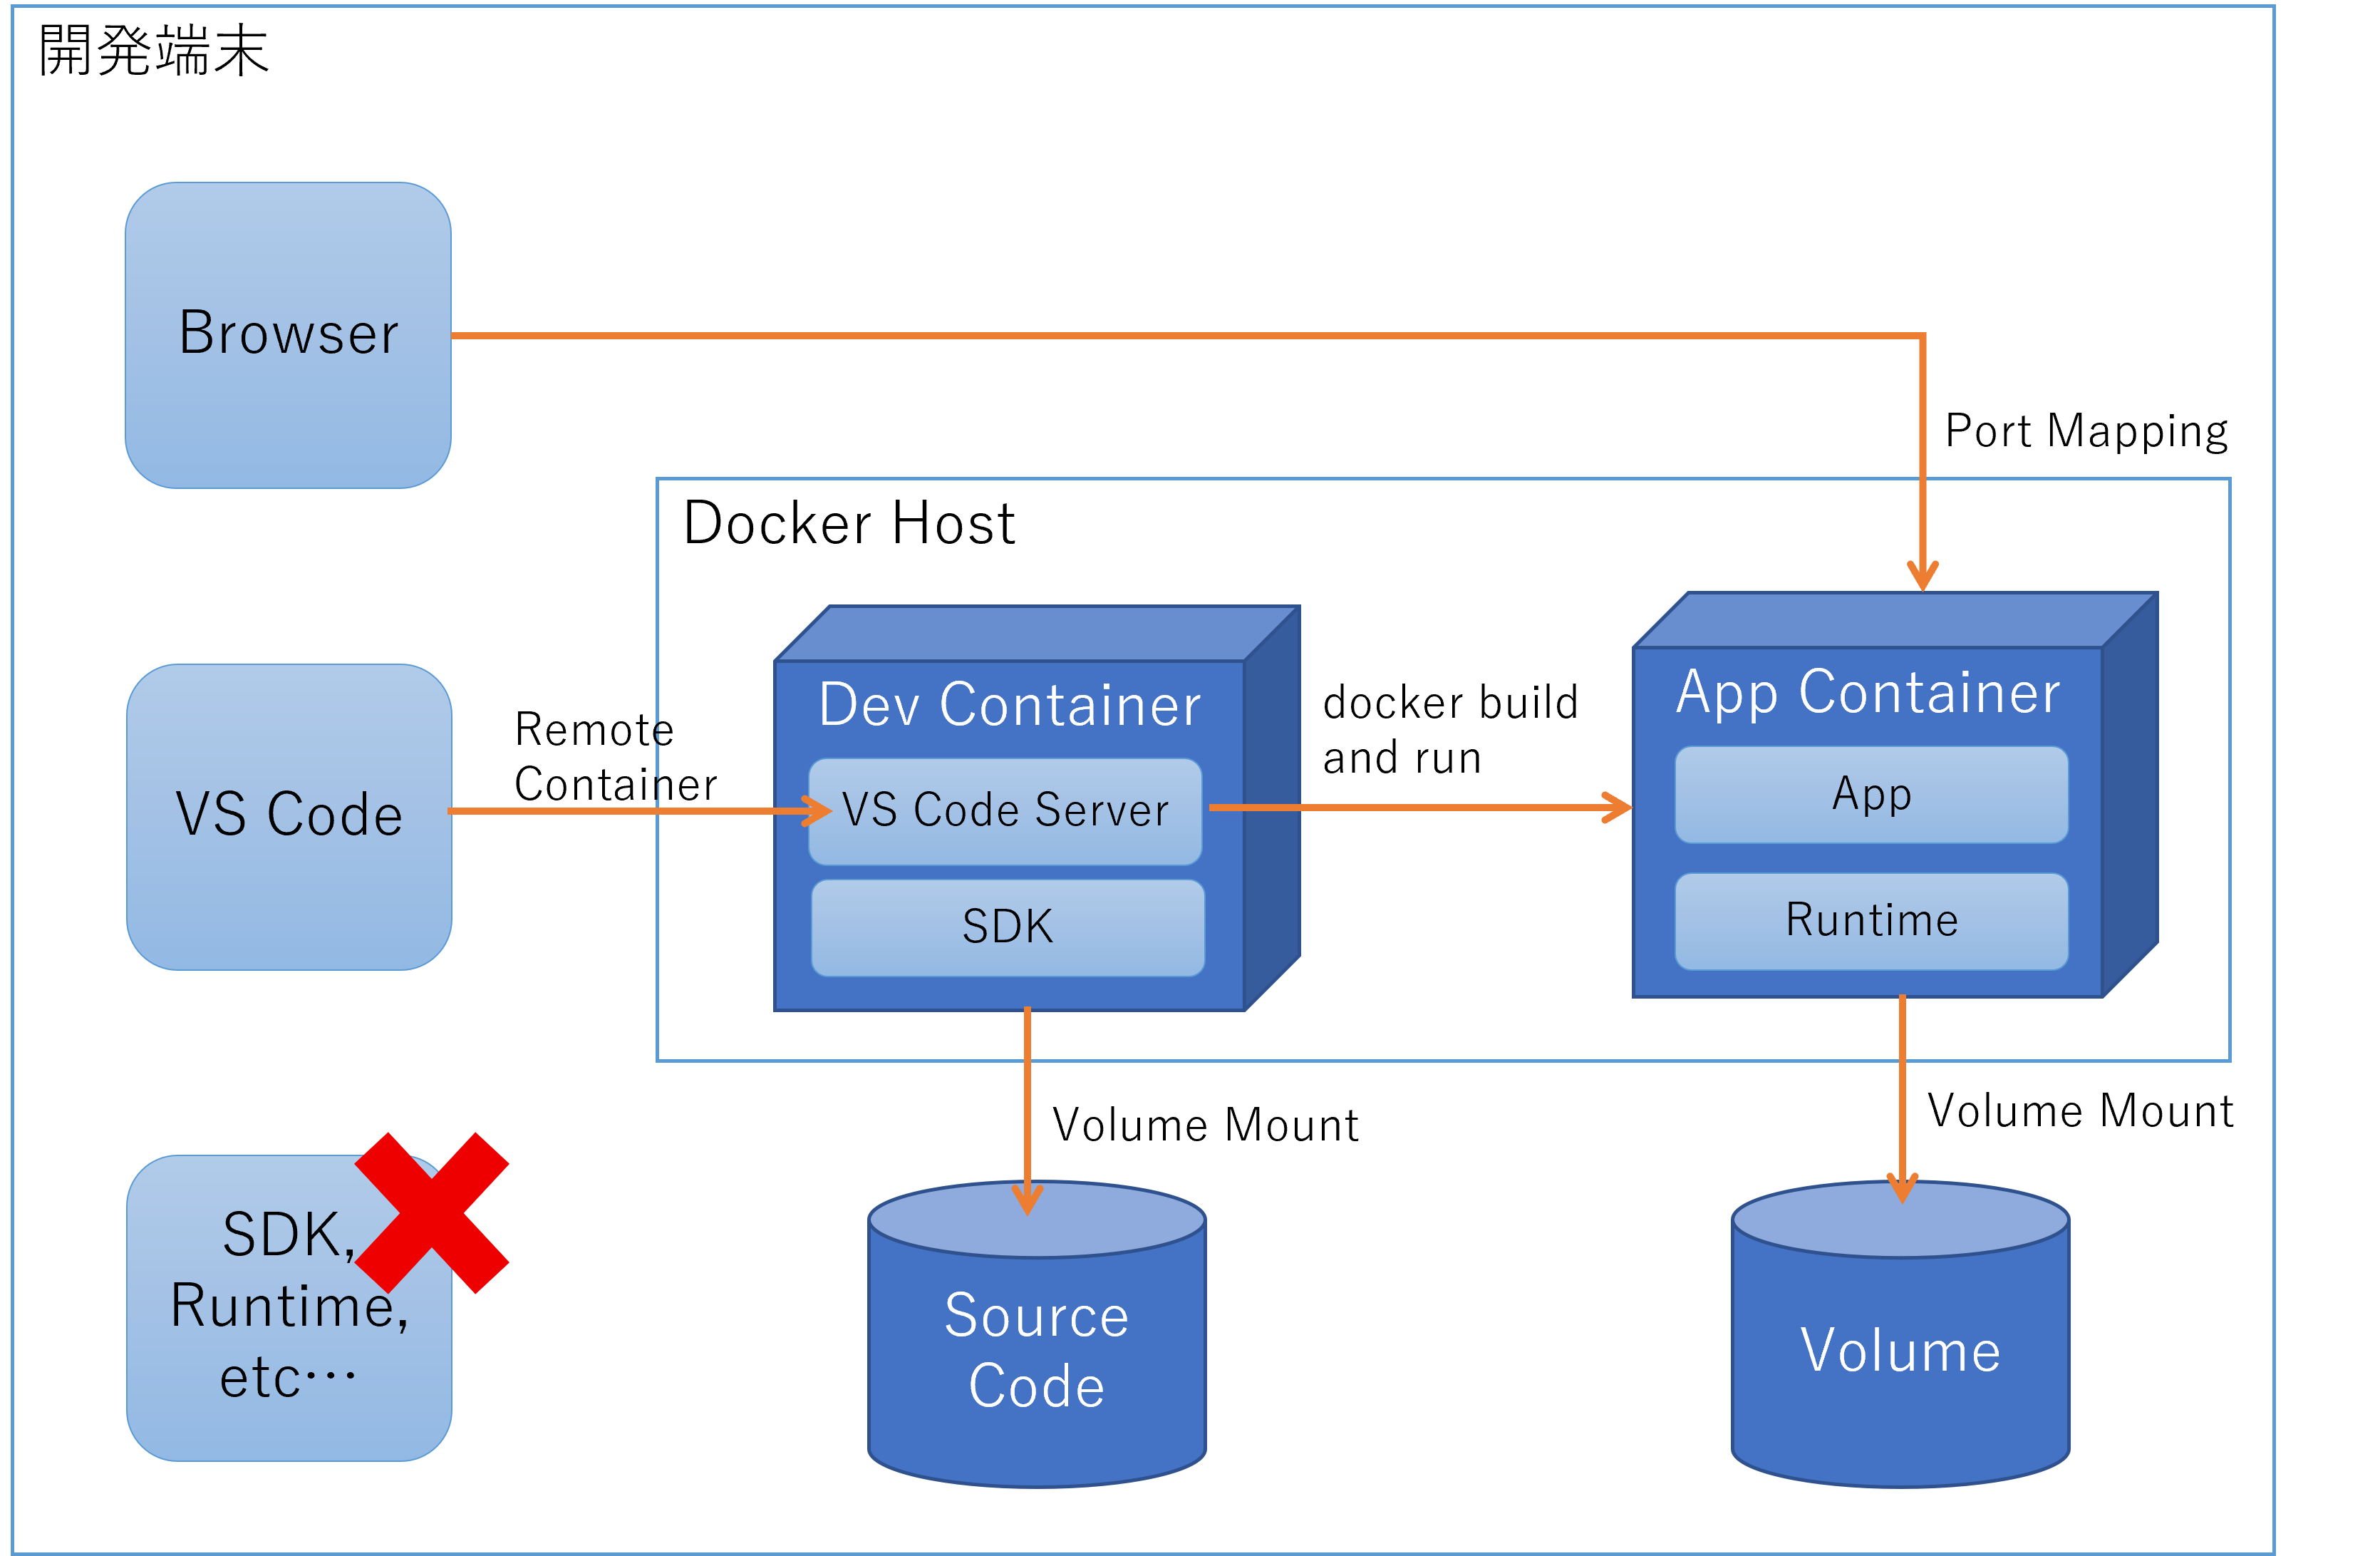 開発端末
Browser
Port Mapping
Docker Host
VS Code
Remote
Container
Dev Container
VS Code Server
SDK
docker build
and run
App Container
App
Runtime
Volume Mount
Volume Mount
SDK,
Runtime,
etc…
Source
Code
Volume